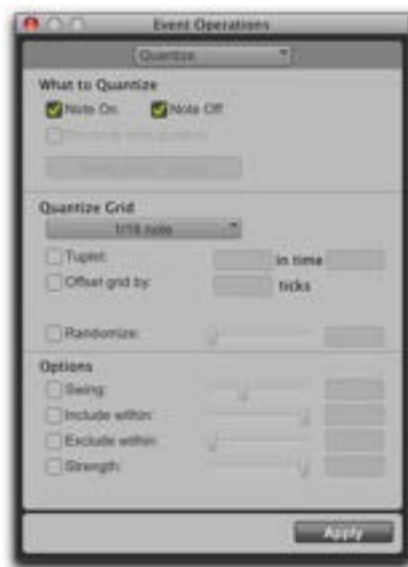 Event Operations
Quantize
What to Quantize
Note On Note Off
Quantize Grid
1/16 note
Tuplet: in time
Offset grid by: ticks
Randomize:
Options
Swing:
Include within:
Exclude within:
Strength:
Apply